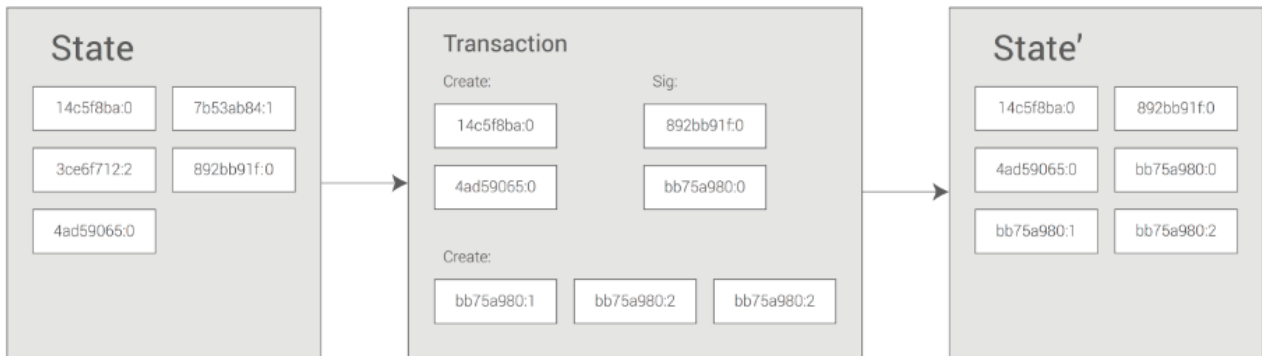 State
14c5f8ba:0
7b53ab84:1
3ce6f712:2
892bb91f:0
4ad59065:0
Transaction
Create:
Sig:
14c5f8ba:0
892bb91f:0
4ad59065:0
bb75a980:0
Create:
bb75a980:1
bb75a980:2
bb75a980:2
State’
14c5f8ba:0
892bb91f:0
4ad59065:0
bb75a980:0
bb75a980:1
bb75a980:2